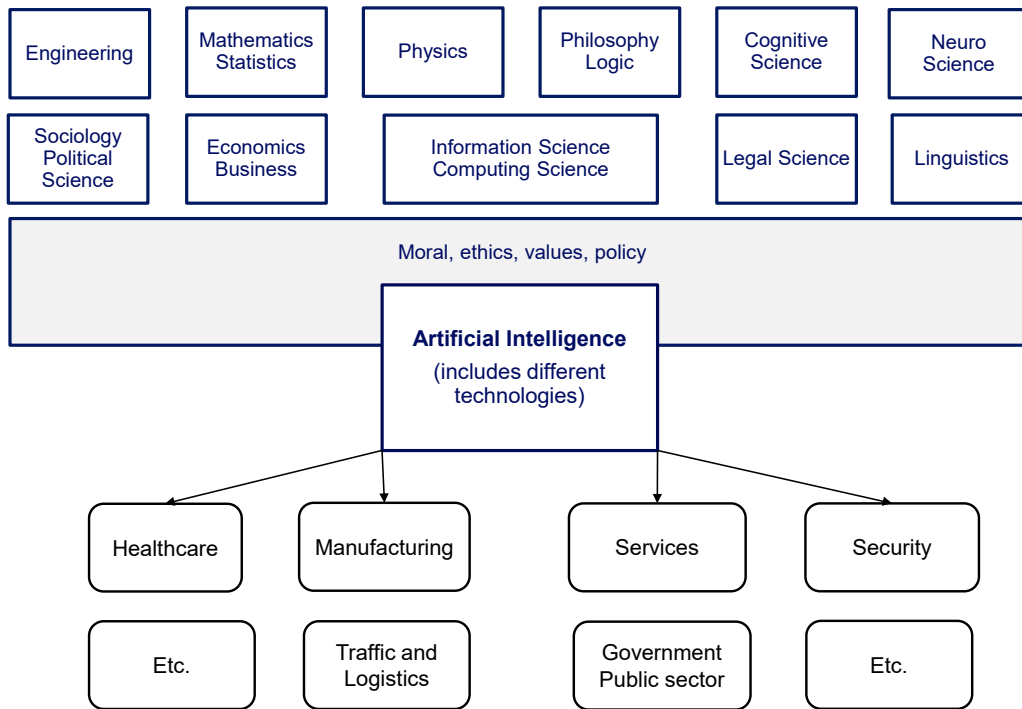 Engineering
Mathematics
Statistics
Physics
Philosophy
Logic
Cognitive
Science
Neuro
Science
Sociology
Political
Science
Economics
Business
Information Science
Computing Science
Legal Science
Linguistics
Moral, ethics, values, policy
Artificial Intelligence
(includes different
technologies)
Healthcare
Manufacturing
Services
Security
Etc.
Traffic and
Logistics
Government
Public sector
Etc.